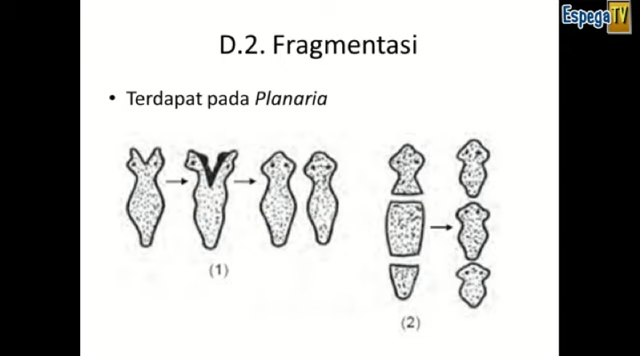 EspegaTV
D.2. Fragmentasi
• Terdapat pada Planaria
(1)
(2)